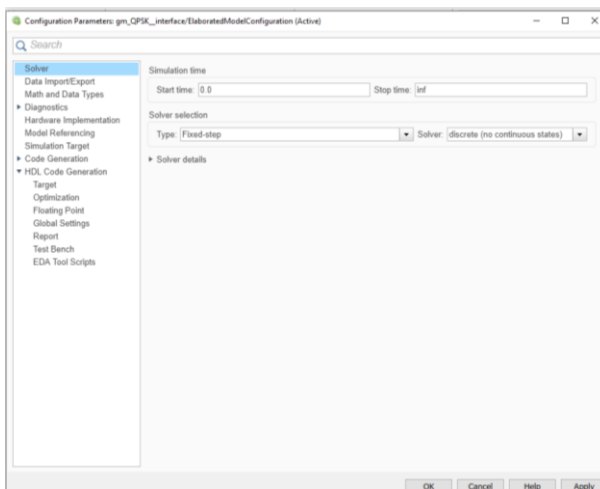 Configuration Parameters: gm_QPSK_interface/ElaboratedModelConfiguration (Active)
Search
Solver
Data Import/Export
Math and Data Types
Diagnostics
Hardware Implementation
Model Referencing
Simulation Target
Code Generation
HDL Code Generation
Target
Optimization
Floating Point
Global Settings
Report
Test Bench
EDA Tool Scripts
Simulation time
Start time: 0.0 Stop time: inf
Solver selection
Type: Fixed-step Solver: discrete (no continuous states)
Solver details
OK Cancel Help Apply